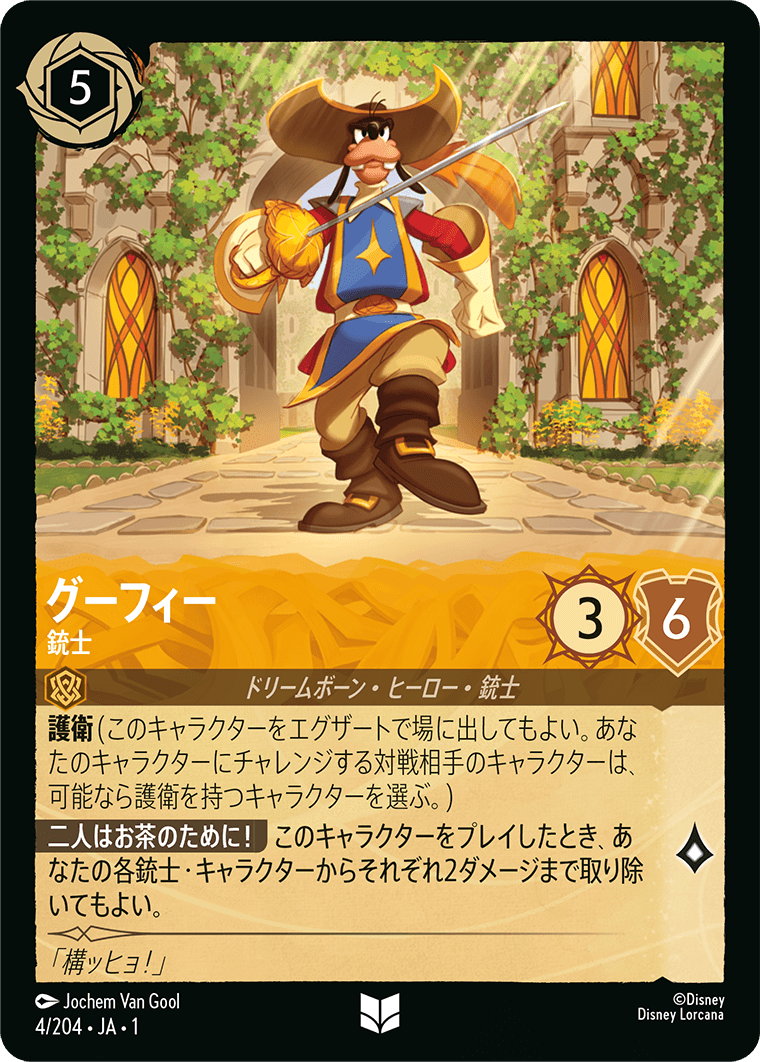 5
グーフィー
銃士
3
6
ドリームボーン・ヒーロー・銃士
護衛(このキャラクターをエグザートで場に出してもよい。あな
たのキャラクターにチャレンジする対戦相手のキャラクターは、
可能なら護衛を持つキャラクターを選ぶ。)
二人はお茶のために! このキャラクターをプレイしたとき、あ
なたの各銃士・キャラクターからそれぞれ2ダメージまで取り除
いてもよい。
「構ッヒョ!」
Jochem Van Gool
4/204・JA・1
©Disney
Disney Lorcana